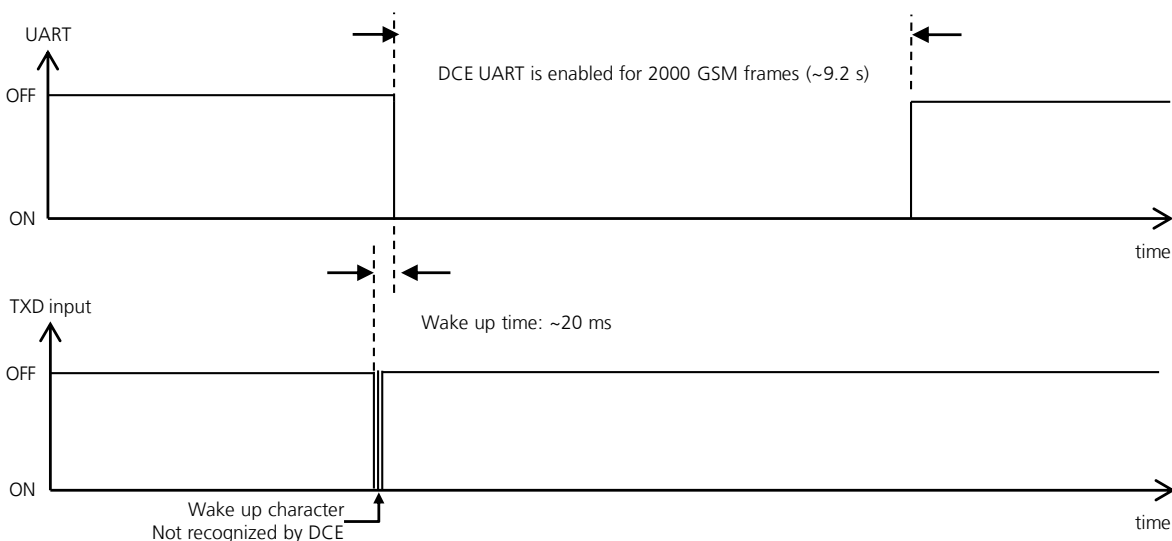 UART
DCE UART is enabled for 2000 GSM frames (~9.2 s)
OFF
ON
time
TXD input
Wake up time: ~20 ms
OFF
ON
Wake up character
Not recognized by DCE
time